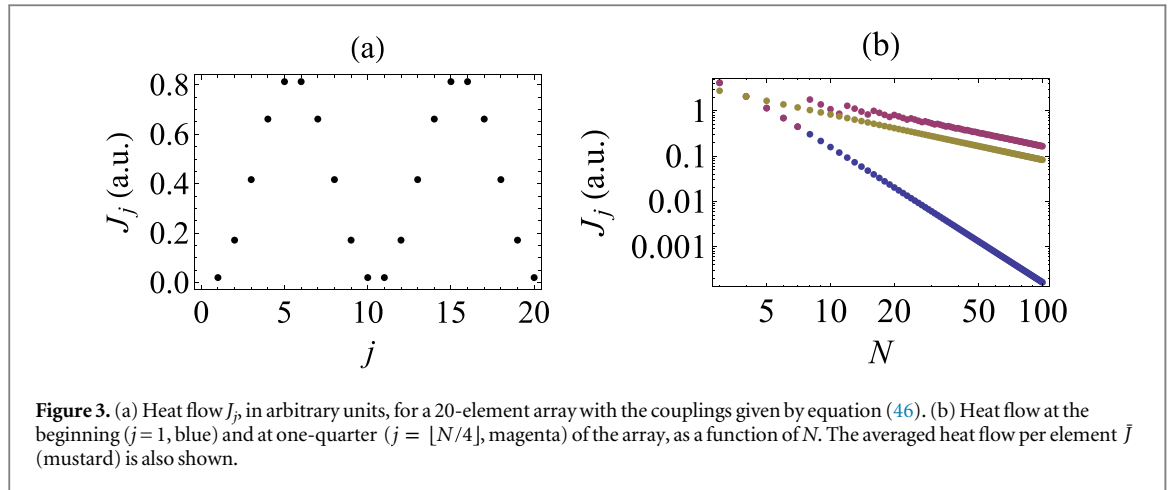 (a)
(b)
0.8
0.6
0.4
0.2
0.0
J_j (a.u.)
0 5 10 15 20
j
1
0.1
0.01
0.001
J_j (a.u.)
5 10 20 50 100
N
Figure 3. (a) Heat flow J_j, in arbitrary units, for a 20-element array with the couplings given by equation (46). (b) Heat flow at the
beginning (j = 1, blue) and at one-quarter (j = ⌊N/4⌋, magenta) of the array, as a function of N. The averaged heat flow per element J̄
(mustard) is also shown.